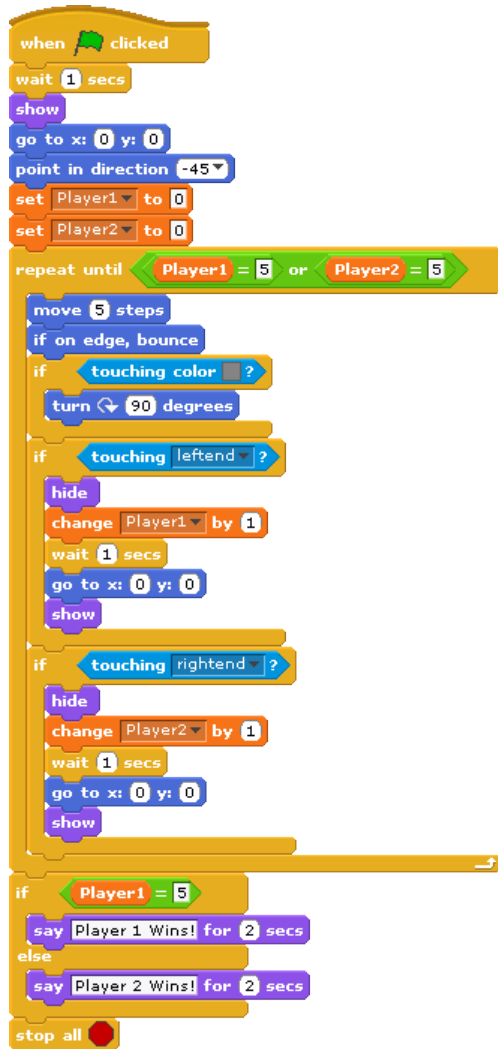 when clicked
wait 1 secs
show
go to x: 0 y: 0
point in direction -45
set Player1 to 0
set Player2 to 0
repeat until Player1 = 5 or Player2 = 5
move 5 steps
if on edge, bounce
if touching color ?
turn 90 degrees
if touching leftend ?
hide
change Player1 by 1
wait 1 secs
go to x: 0 y: 0
show
if touching rightend ?
hide
change Player2 by 1
wait 1 secs
go to x: 0 y: 0
show
if Player1 = 5
say Player 1 Wins! for 2 secs
else
say Player 2 Wins! for 2 secs
stop all